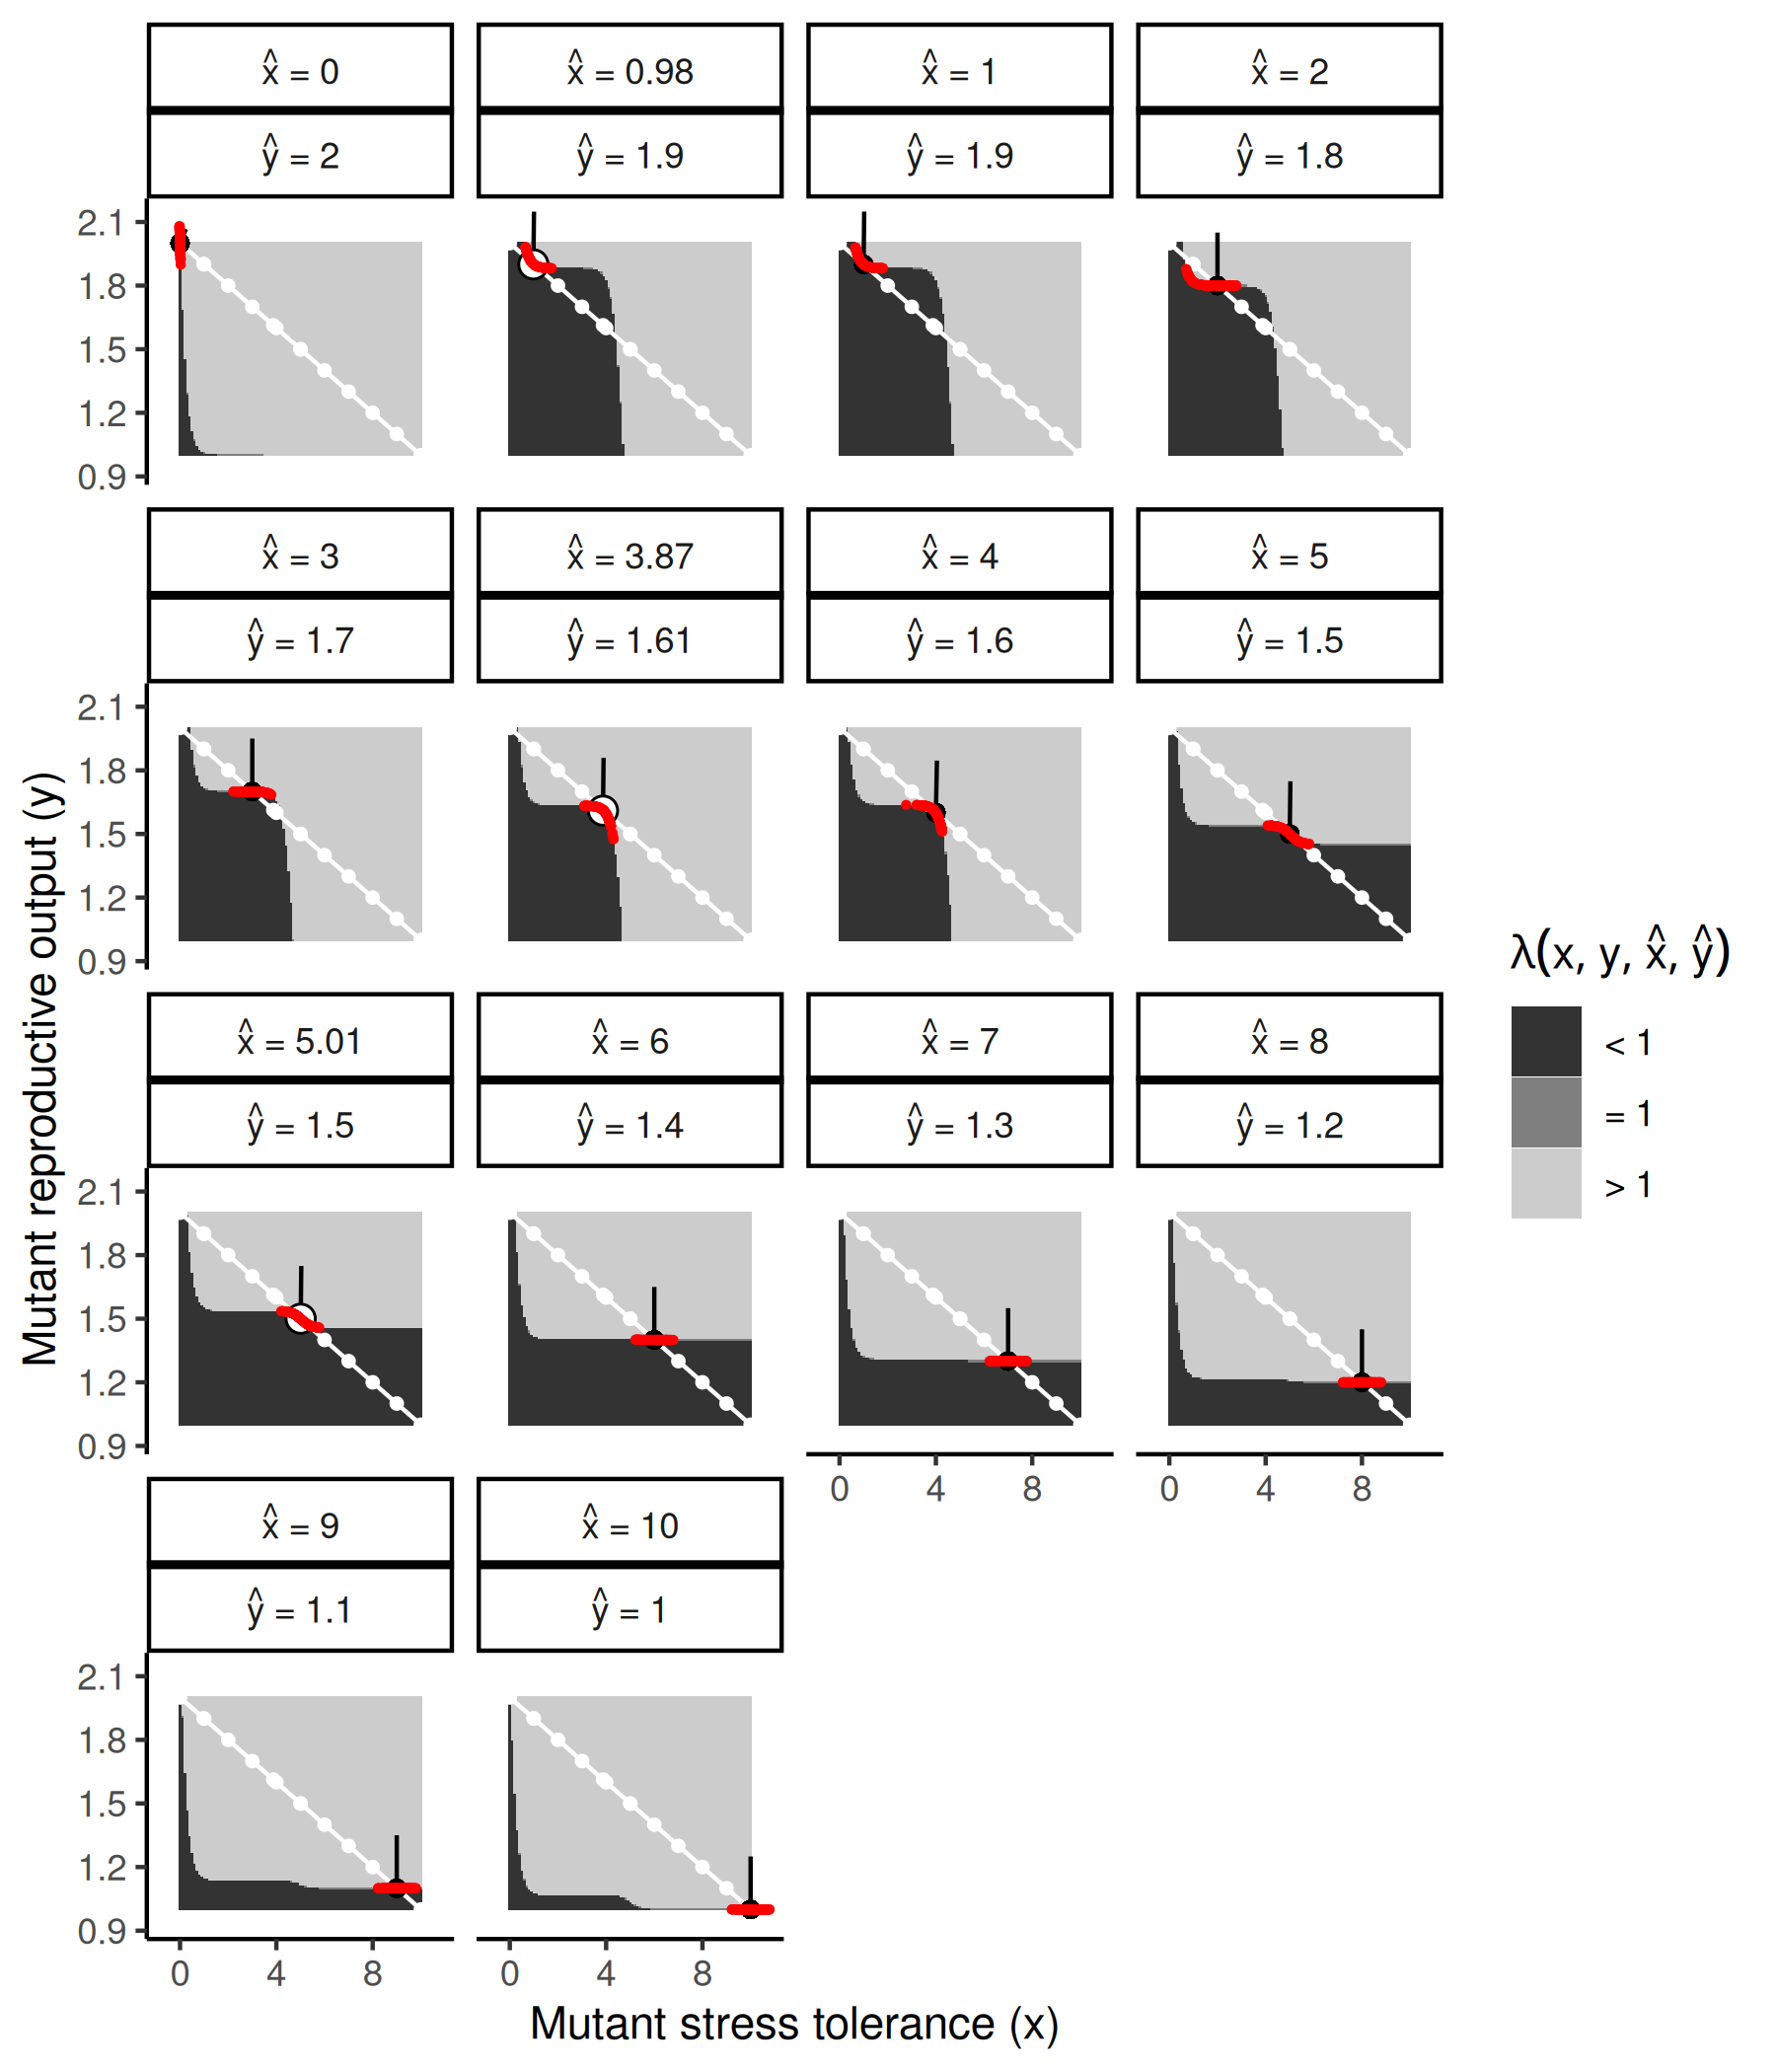 x̂ = 0
x̂ = 0.98
x̂ = 1
x̂ = 2
ŷ = 2
ŷ = 1.9
ŷ = 1.9
ŷ = 1.8
2.1
1.8
1.5
1.2
0.9
x̂ = 3
x̂ = 3.87
x̂ = 4
x̂ = 5
ŷ = 1.7
ŷ = 1.61
ŷ = 1.6
ŷ = 1.5
2.1
1.8
1.5
1.2
0.9
x̂ = 5.01
x̂ = 6
x̂ = 7
x̂ = 8
ŷ = 1.5
ŷ = 1.4
ŷ = 1.3
ŷ = 1.2
2.1
1.8
1.5
1.2
0.9
0 4 8
0 4 8
x̂ = 9
x̂ = 10
ŷ = 1.1
ŷ = 1
2.1
1.8
1.5
1.2
0.9
0 4 8
0 4 8
Mutant stress tolerance (x)
Mutant reproductive output (y)
λ(x, y, x̂, ŷ)
< 1
= 1
> 1